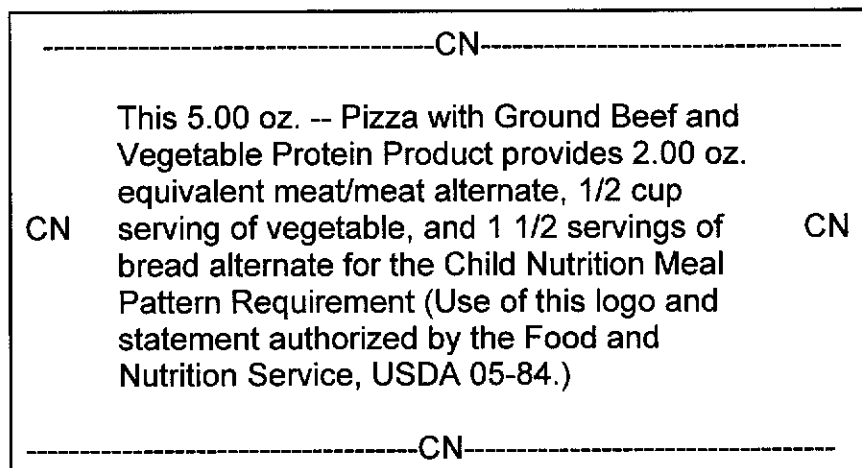 ---------------------------------CN------------------------------
This 5.00 oz. -- Pizza with Ground Beef and
Vegetable Protein Product provides 2.00 oz.
equivalent meat/meat alternate, 1/2 cup
CN serving of vegetable, and 1 1/2 servings of CN
bread alternate for the Child Nutrition Meal
Pattern Requirement (Use of this logo and
statement authorized by the Food and
Nutrition Service, USDA 05-84.)
---------------------------------CN-------------------------------